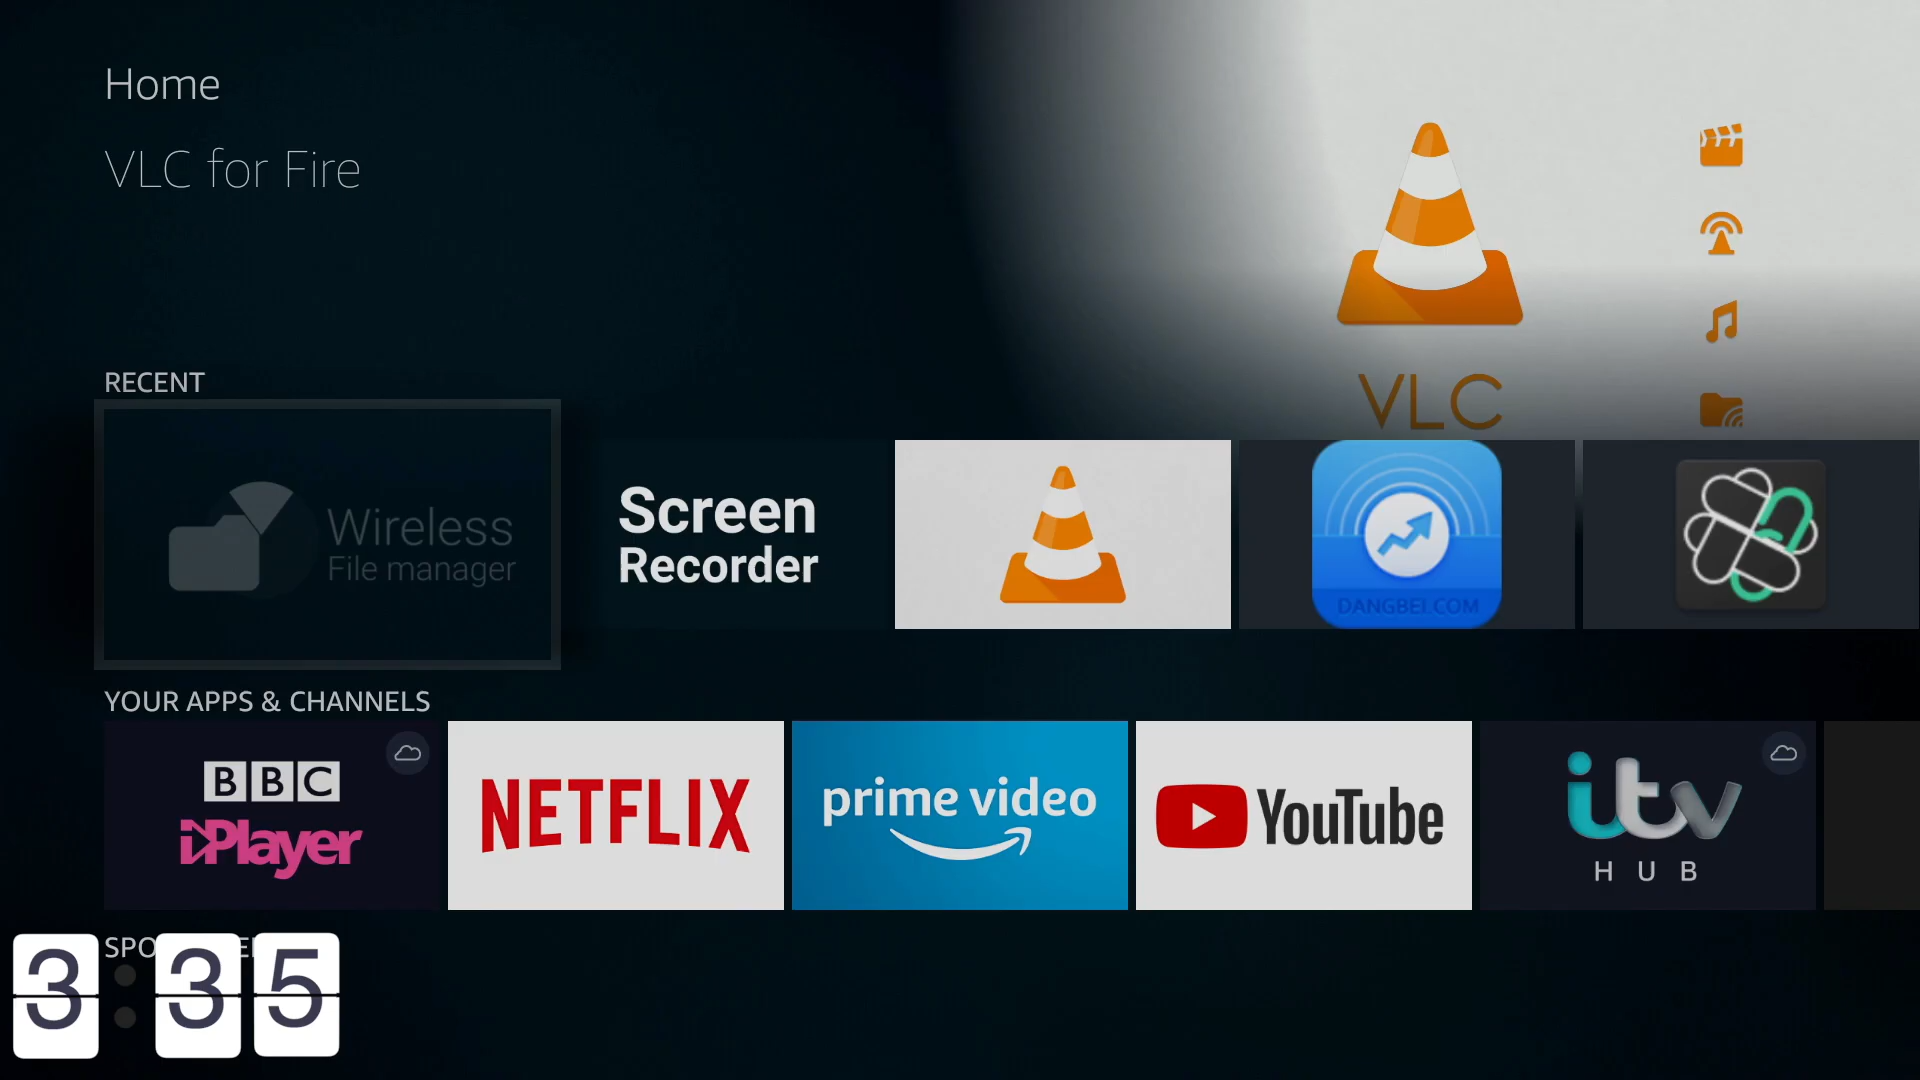 Home
VLC for Fire
VLC
RECENT
Wireless
File manager
Screen
Recorder
DANGBEI.COM
YOUR APPS & CHANNELS
BBC
iPlayer
NETFLIX
prime video
YouTube
itv
HUB
3:35